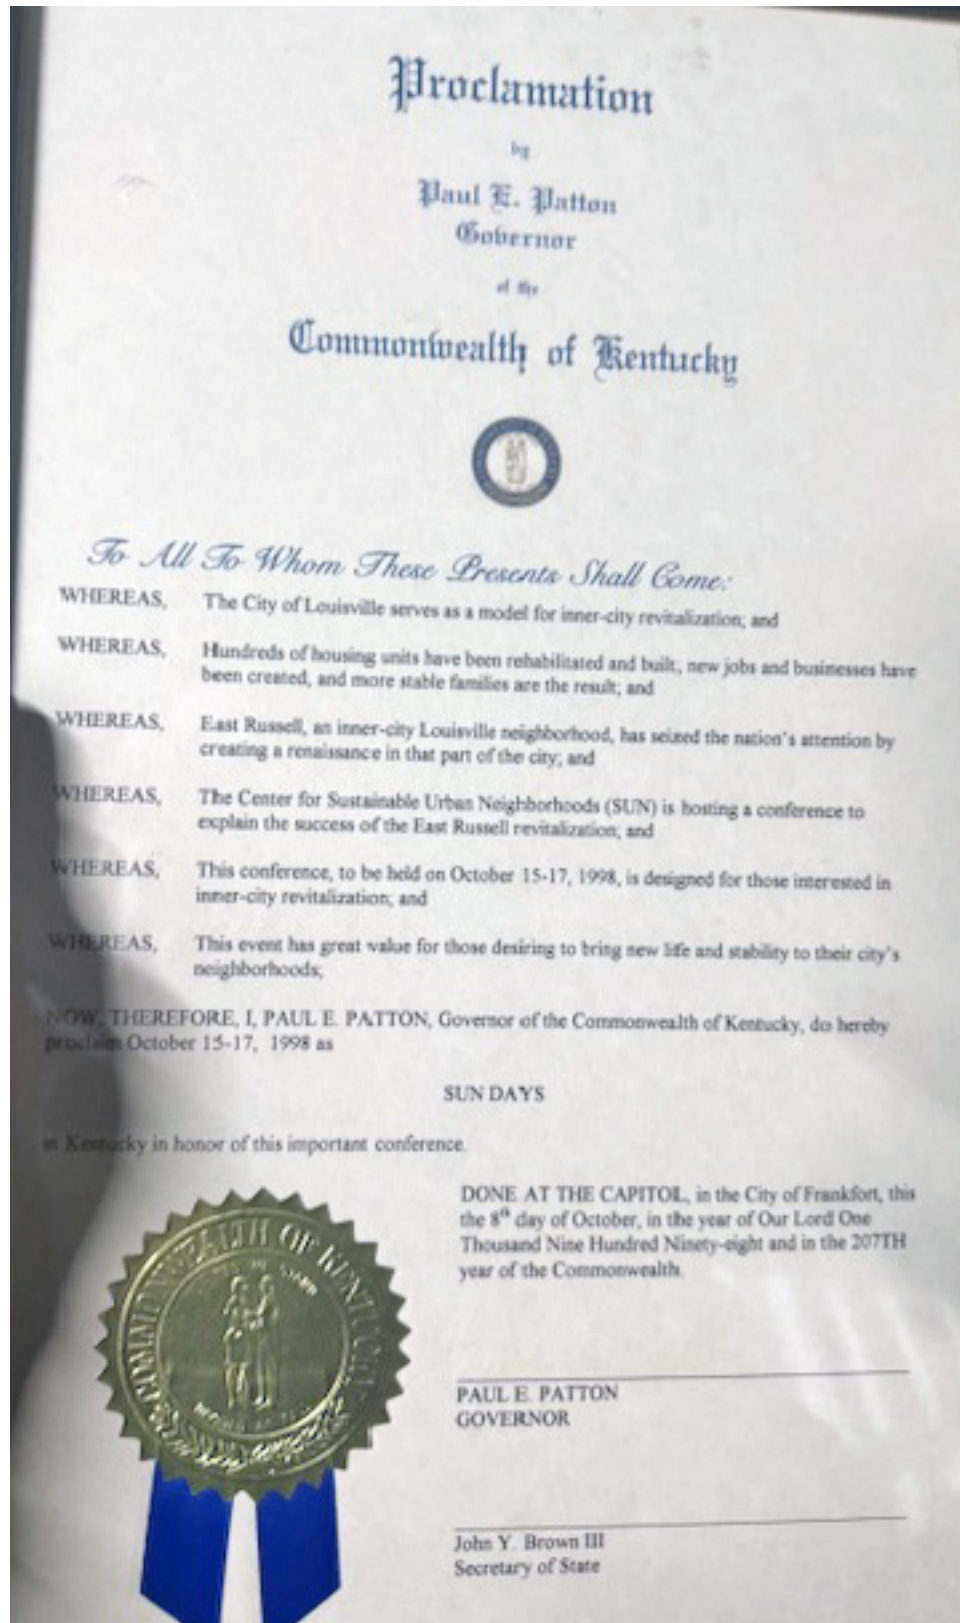 Proclamation
by
Paul E. Patton
Governor
of the
Commonwealth of Kentucky
To All To Whom These Presents Shall Come:
WHEREAS, The City of Louisville serves as a model for inner-city revitalization; and
WHEREAS, Hundreds of housing units have been rehabilitated and built, new jobs and businesses have
been created, and more stable families are the result; and
WHEREAS, East Russell, an inner-city Louisville neighborhood, has seized the nation's attention by
creating a renaissance in that part of the city; and
WHEREAS, The Center for Sustainable Urban Neighborhoods (SUN) is hosting a conference to
explain the success of the East Russell revitalization; and
WHEREAS, This conference, to be held on October 15-17, 1998, is designed for those interested in
inner-city revitalization; and
WHEREAS, This event has great value for those desiring to bring new life and stability to their city's
neighborhoods;
NOW, THEREFORE, I, PAUL E. PATTON, Governor of the Commonwealth of Kentucky, do hereby
proclaim October 15-17, 1998 as
SUN DAYS
in Kentucky in honor of this important conference.
DONE AT THE CAPITOL, in the City of Frankfort, this
the 8th day of October, in the year of Our Lord One
Thousand Nine Hundred Ninety-eight and in the 207TH
year of the Commonwealth.
COMMONWEALTH OF KENTUCKY
PAUL E. PATTON
GOVERNOR
John Y. Brown III
Secretary of State